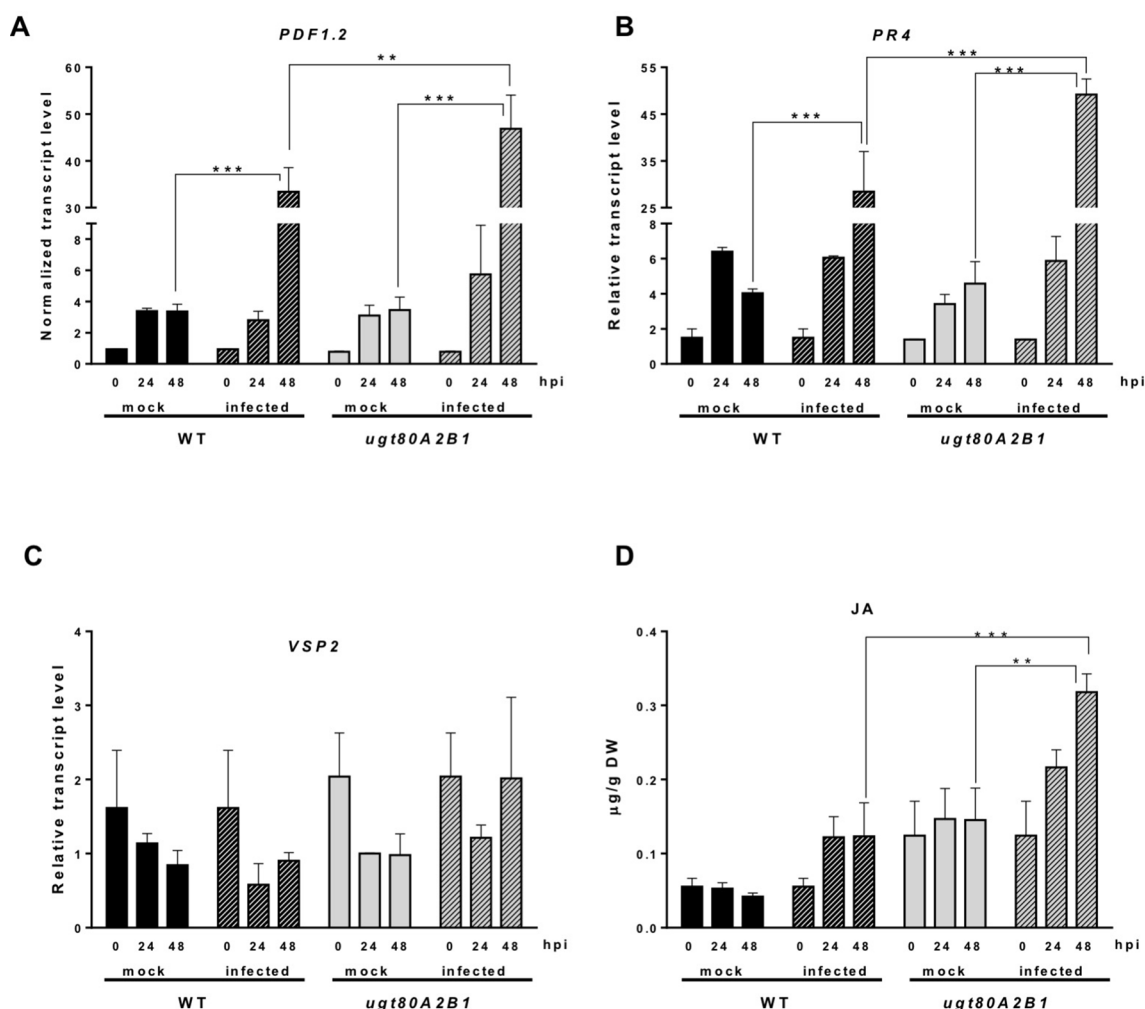 A
PDF1.2
Normalized transcript level
60
50
40
30
8
6
4
2
0
**
***
***
0 24 48 0 24 48 0 24 48 0 24 48 hpi
mock infected mock infected
WT ugt80A2B1
B
PR4
Relative transcript level
55
45
35
25
8
6
4
2
0
***
***
***
0 24 48 0 24 48 0 24 48 0 24 48 hpi
mock infected mock infected
WT ugt80A2B1
C
VSP2
Relative transcript level
4
3
2
1
0
0 24 48 0 24 48 0 24 48 0 24 48 hpi
mock infected mock infected
WT ugt80A2B1
D
JA
µg/g DW
0.4
0.3
0.2
0.1
0.0
***
**
0 24 48 0 24 48 0 24 48 0 24 48 hpi
mock infected mock infected
WT ugt80A2B1